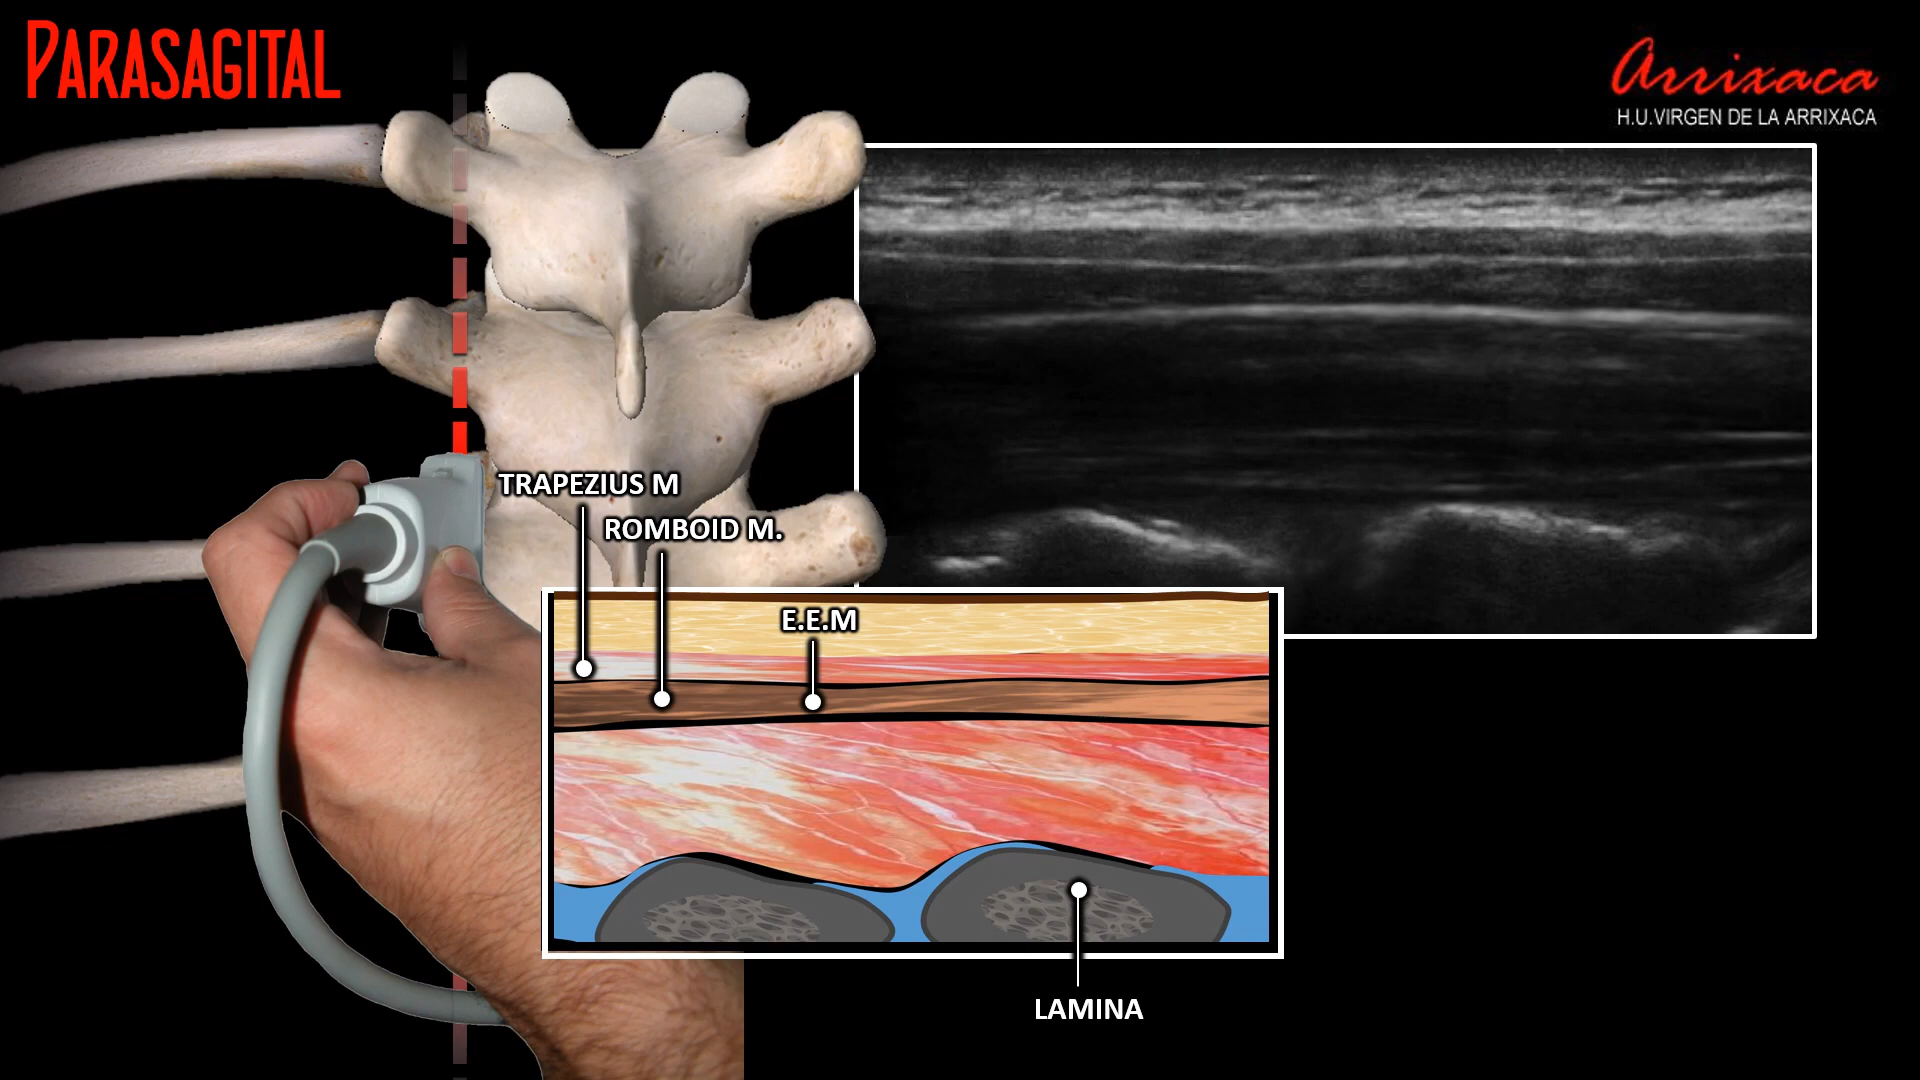 PARASAGITAL
Arrixaca
H.U.VIRGEN DE LA ARRIXACA
TRAPEZIUS M
ROMBOID M.
E.E.M
LAMINA